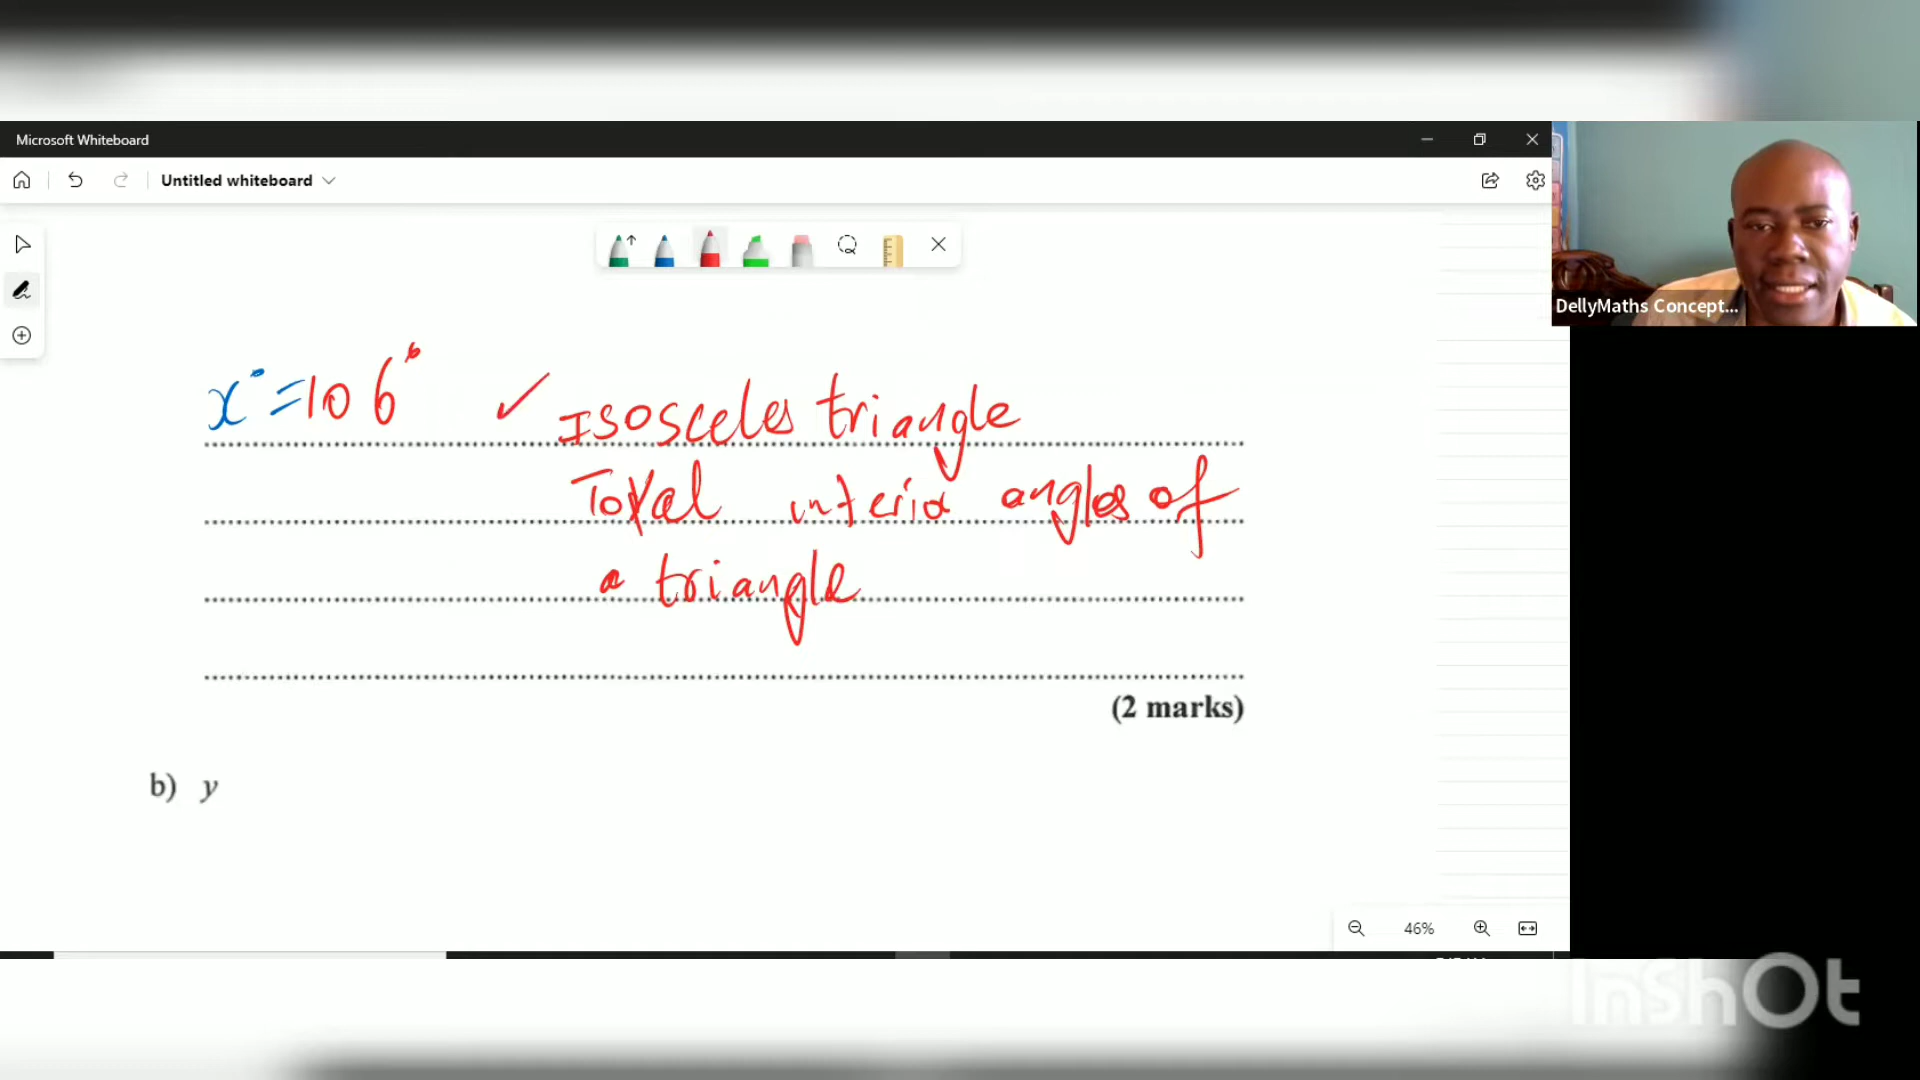 Microsoft Whiteboard
Untitled whiteboard
DellyMaths Concept...
x° = 106° ✓ Isosceles triangle
Total interior angles of
a triangle
(2 marks)
b) y
46%
InShOt